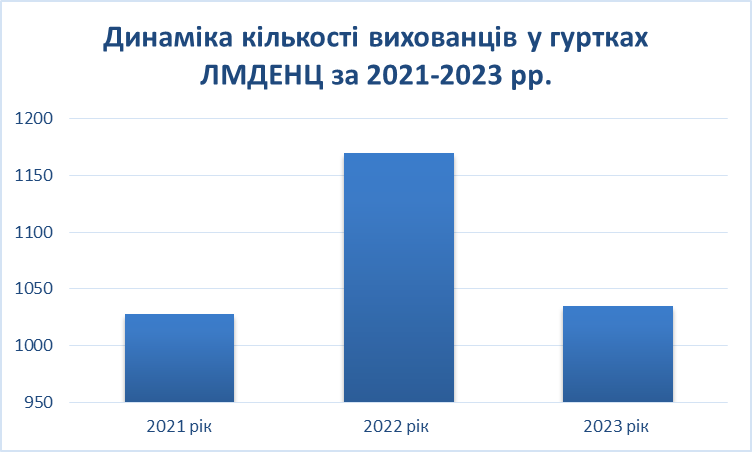 Динаміка кількості вихованців у гуртках
ЛМДЕНЦ за 2021-2023 рр.
1200
1150
1100
1050
1000
950
2021 рік
2022 рік
2023 рік